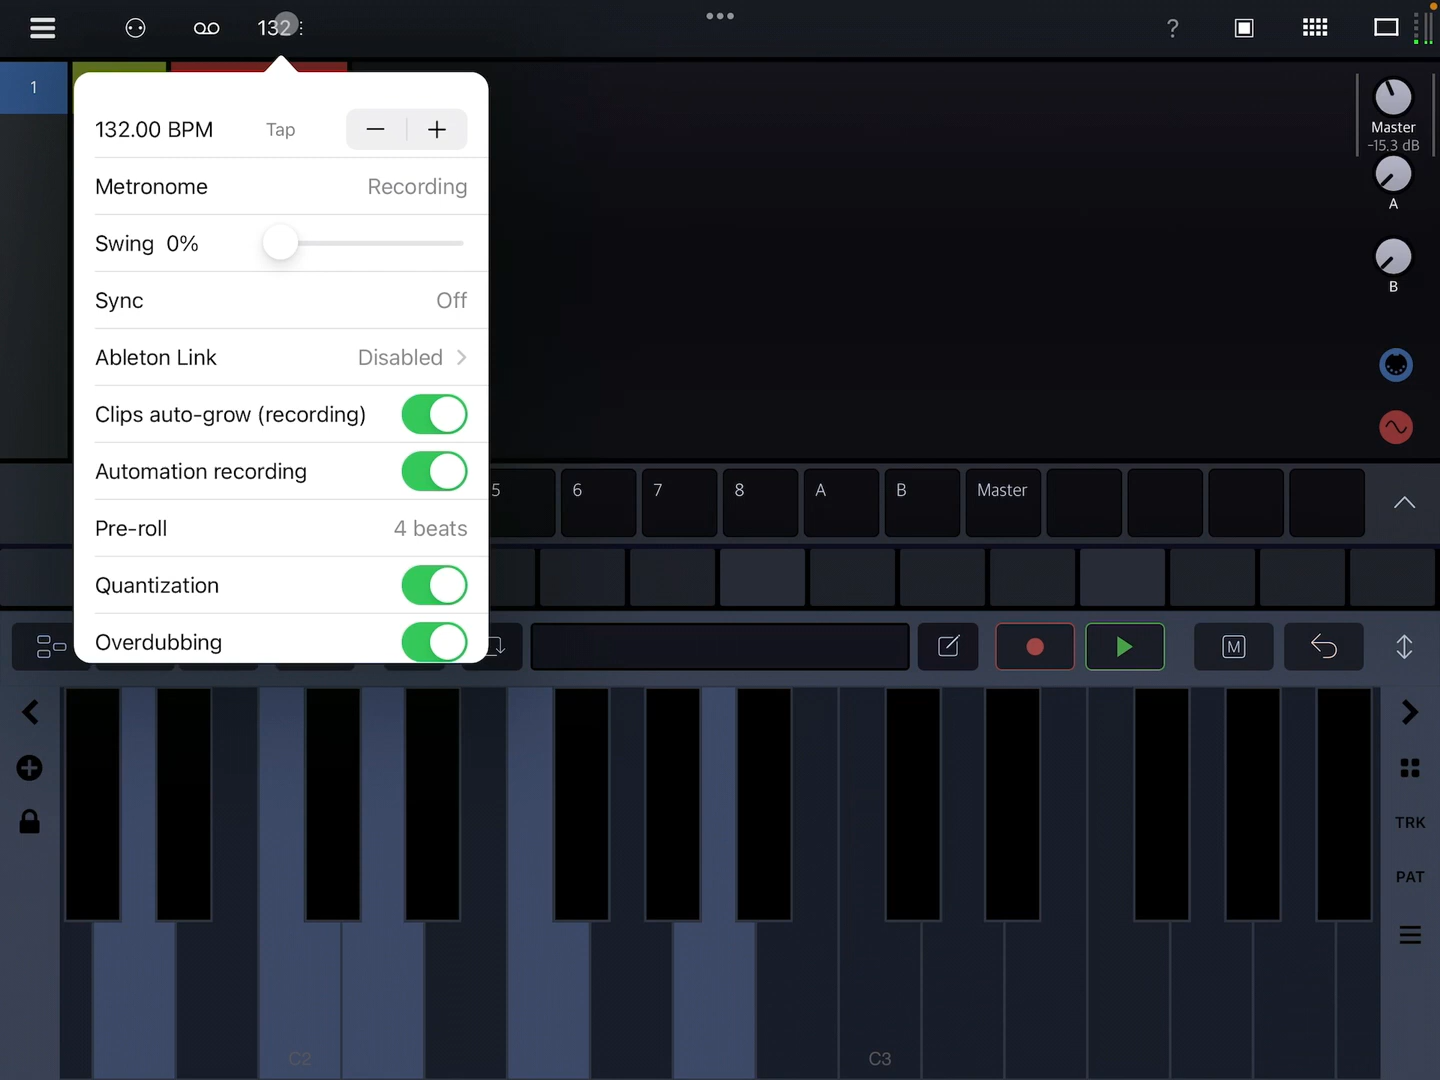 132
?
1
132.00 BPM Tap − +
Metronome Recording
Swing 0%
Sync Off
Ableton Link Disabled
Clips auto-grow (recording)
Automation recording
Pre-roll 4 beats
Quantization
Overdubbing
Master
-15.3 dB
A
B
5 6 7 8 A B Master
M
TRK
PAT
C2 C3